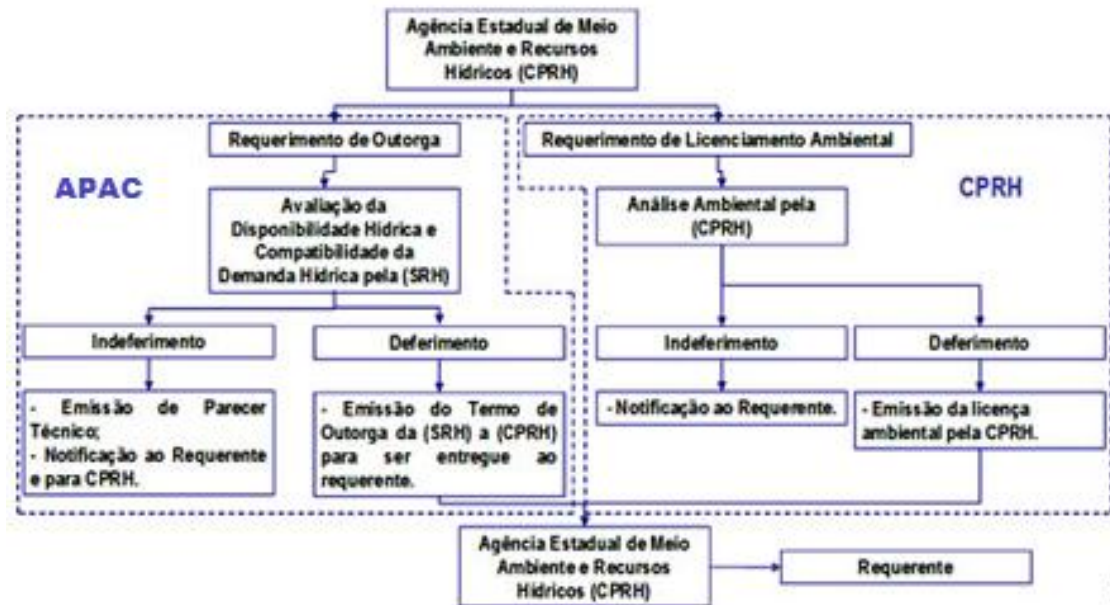 Agência Estadual de Meio
Ambiente e Recursos
Hídricos (CPRH)
Requerimento de Outorga
Requerimento de Licenciamento Ambiental
APAC
CPRH
Avaliação da
Disponibilidade Hídrica e
Compatibilidade da
Demanda Hídrica pela (SRH)
Análise Ambiental pela
(CPRH)
Indeferimento
Deferimento
Indeferimento
Deferimento
- Emissão de Parecer
Técnico;
- Notificação ao Requerente
e para CPRH.
- Emissão do Termo de
Outorga da (SRH) a (CPRH)
para ser entregue ao
requerente.
- Notificação ao Requerente.
- Emissão da licença
ambiental pela CPRH.
Agência Estadual de Meio
Ambiente e Recursos
Hídricos (CPRH)
Requerente